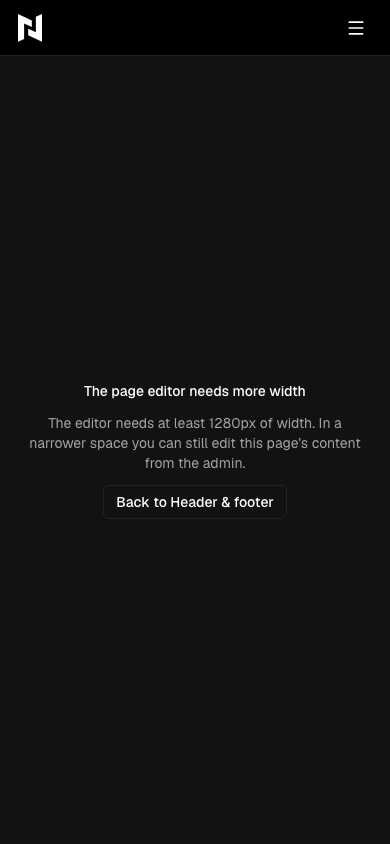 The page editor needs more width
The editor needs at least 1280px of width. In a
narrower space you can still edit this page's content
from the admin.
Back to Header & footer